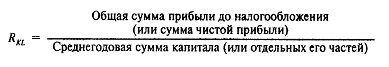 Общая сумма прибыли до налогообложения
(или сумма чистой прибыли)
R_KL =
Среднегодовая сумма капитала (или отдельных его частей)